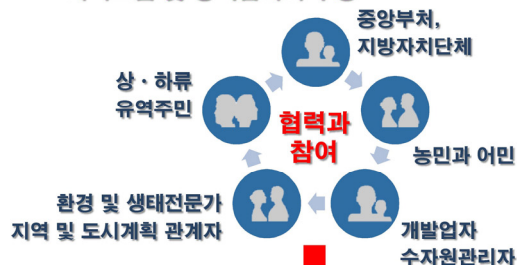 중앙부처,
지방자치단체
상 · 하류
유역주민
협력과
참여
농민과 어민
환경 및 생태전문가
지역 및 도시계획 관계자
개발업자
수자원관리자